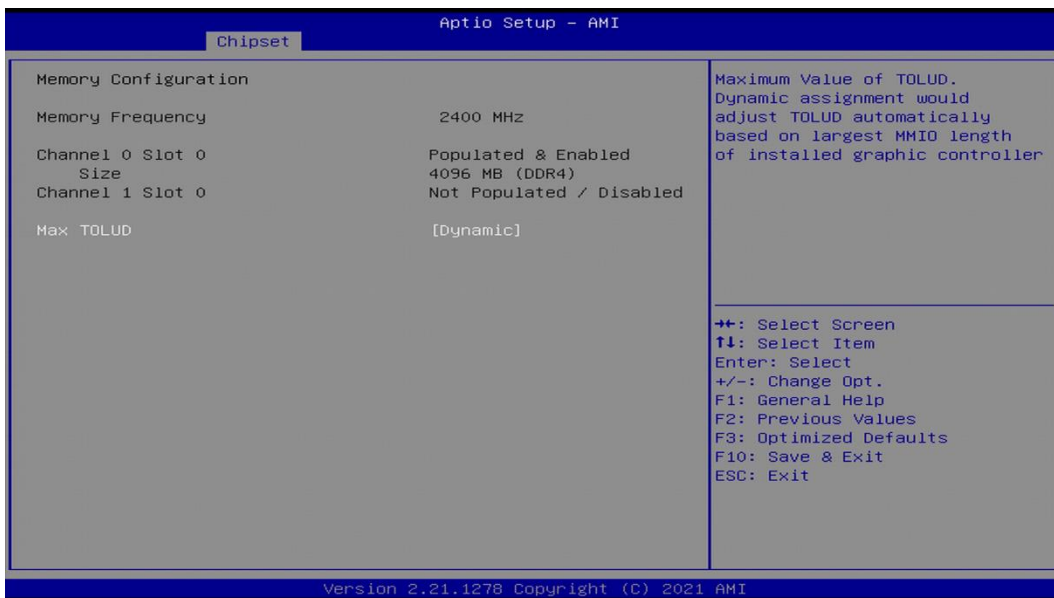 Aptio Setup – AMI
Chipset
Memory Configuration
Memory Frequency 2400 MHz
Channel 0 Slot 0 Populated & Enabled
Size 4096 MB (DDR4)
Channel 1 Slot 0 Not Populated / Disabled
Max TOLUD [Dynamic]
Maximum Value of TOLUD.
Dynamic assignment would
adjust TOLUD automatically
based on largest MMIO length
of installed graphic controller
→←: Select Screen
↑↓: Select Item
Enter: Select
+/-: Change Opt.
F1: General Help
F2: Previous Values
F3: Optimized Defaults
F10: Save & Exit
ESC: Exit
Version 2.21.1278 Copyright (C) 2021 AMI